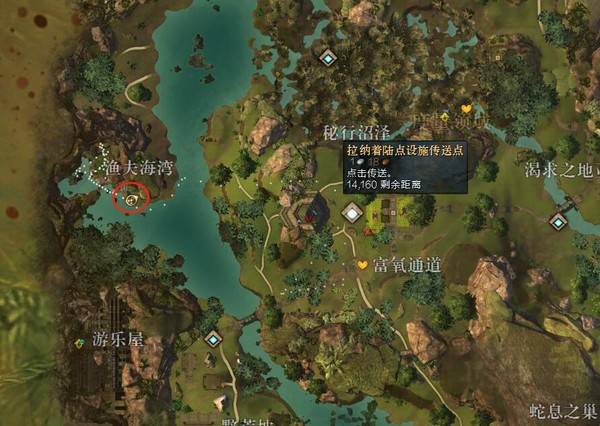 秘行沼泽
拉纳着陆点设施传送点
1 18
点击传送。
14,160 剩余距离
渔夫海湾
渴求之地
富氧通道
游乐屋
蛇息之巢